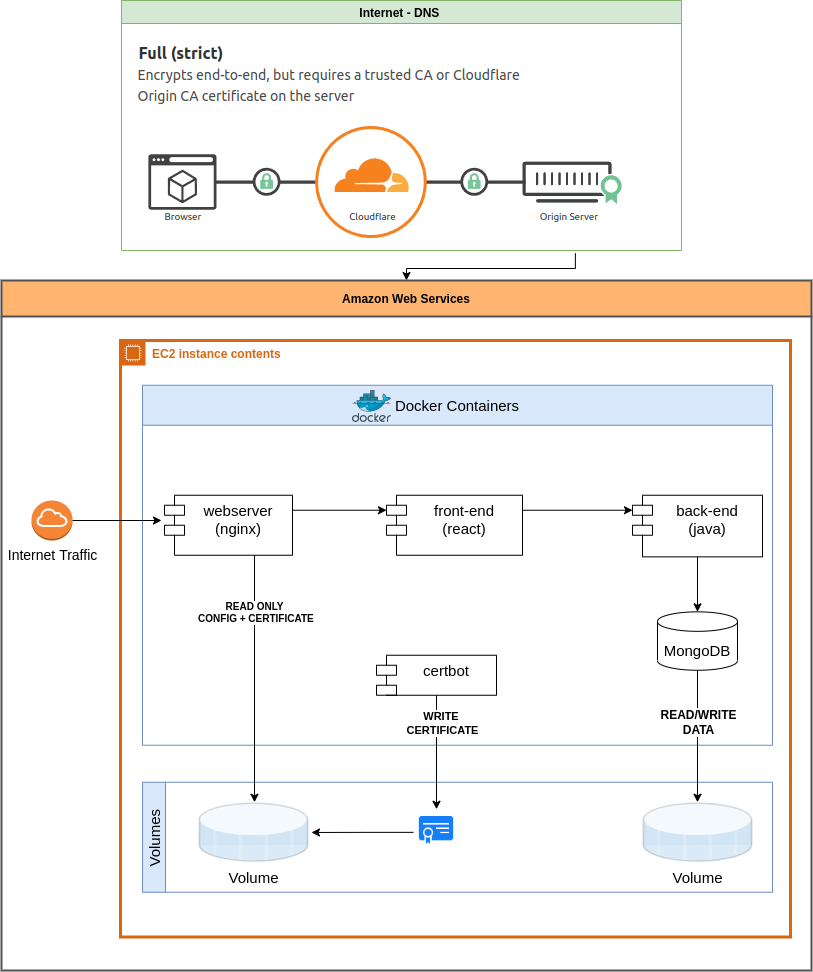 Internet - DNS
Full (strict)
Encrypts end-to-end, but requires a trusted CA or Cloudflare
Origin CA certificate on the server
Browser
Cloudflare
Origin Server
Amazon Web Services
EC2 instance contents
docker
Docker Containers
webserver
(nginx)
front-end
(react)
back-end
(java)
Internet Traffic
READ ONLY
CONFIG + CERTIFICATE
MongoDB
certbot
WRITE
CERTIFICATE
READ/WRITE
DATA
Volumes
Volume
Volume